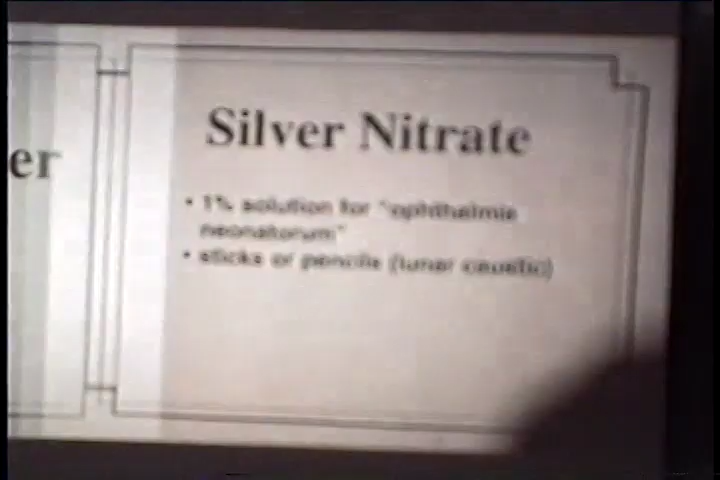 er
Silver Nitrate
• 1% solution for "ophthalmia
neonatorum"
• sticks or pencils (lunar caustic)